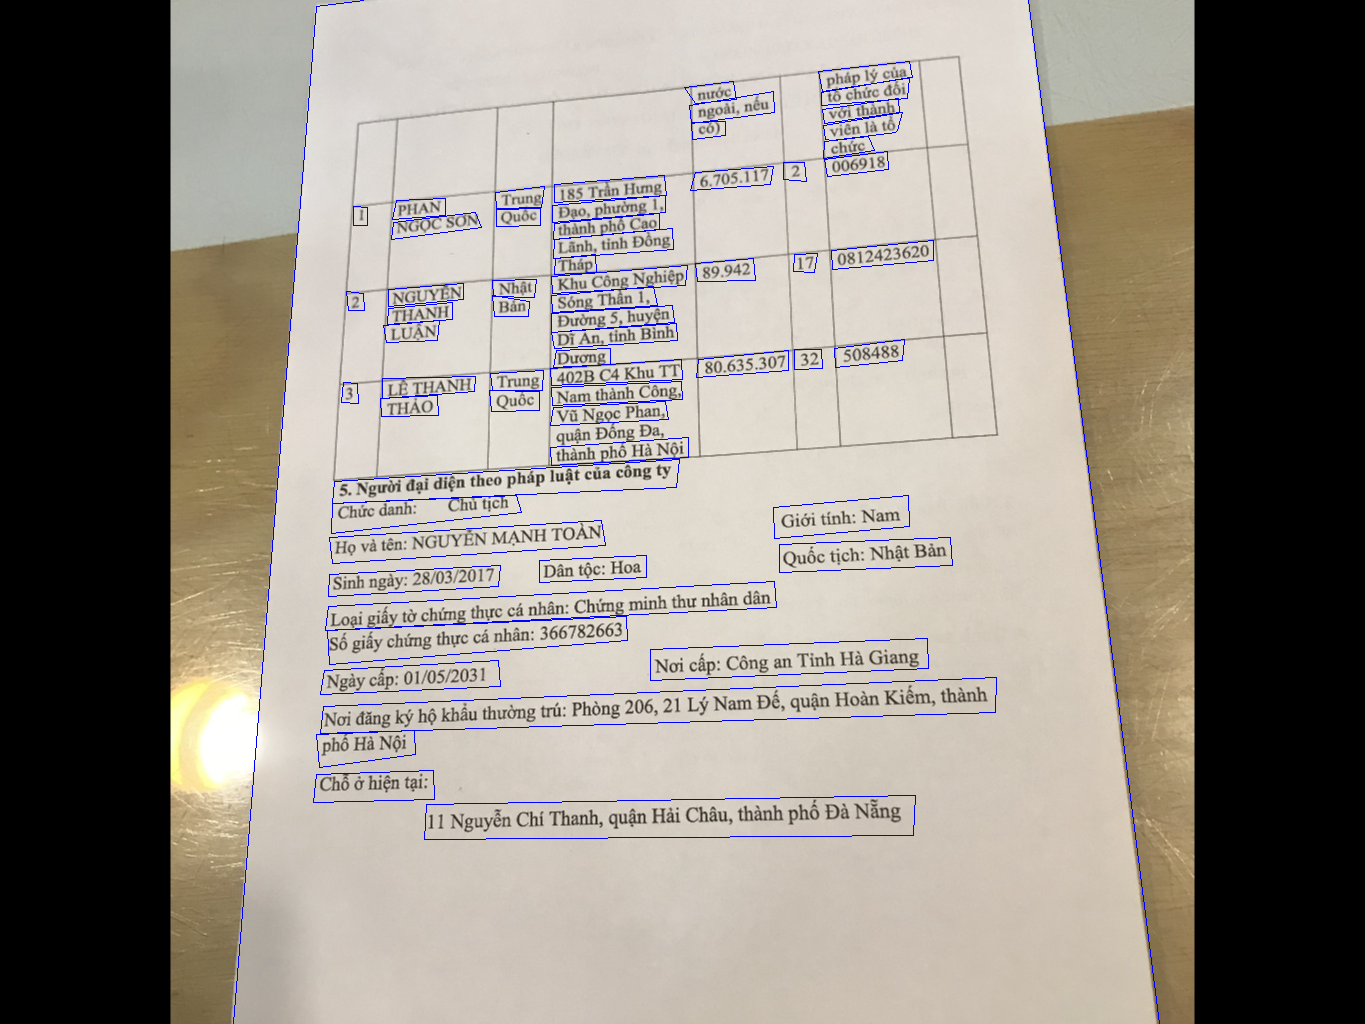 nước
ngoài, nếu
có)
pháp lý của
tổ chức đối
với thành
viên là tổ
chức
1
PHAN
NGỌC SƠN
Trung
Quốc
185 Trần Hưng
Đạo, phường 1,
thành phố Cao
Lãnh, tỉnh Đồng
Tháp
6.705.117
2
006918
2
NGUYỄN
THANH
LUẬN
Nhật
Bản
Khu Công Nghiệp
Sóng Thần 1,
Đường 5, huyện
Dĩ An, tỉnh Bình
Dương
89.942
17
0812423620
3
LÊ THANH
THẢO
Trung
Quốc
402B C4 Khu TT
Nam thành Công,
Vũ Ngọc Phan,
quận Đống Đa,
thành phố Hà Nội
80.635.307
32
508488
5. Người đại diện theo pháp luật của công ty
Chức danh: Chủ tịch
Họ và tên: NGUYỄN MẠNH TOÀN Giới tính: Nam
Sinh ngày: 28/03/2017 Dân tộc: Hoa Quốc tịch: Nhật Bản
Loại giấy tờ chứng thực cá nhân: Chứng minh thư nhân dân
Số giấy chứng thực cá nhân: 366782663
Ngày cấp: 01/05/2031 Nơi cấp: Công an Tỉnh Hà Giang
Nơi đăng ký hộ khẩu thường trú: Phòng 206, 21 Lý Nam Đế, quận Hoàn Kiếm, thành
phố Hà Nội
Chỗ ở hiện tại:
11 Nguyễn Chí Thanh, quận Hải Châu, thành phố Đà Nẵng